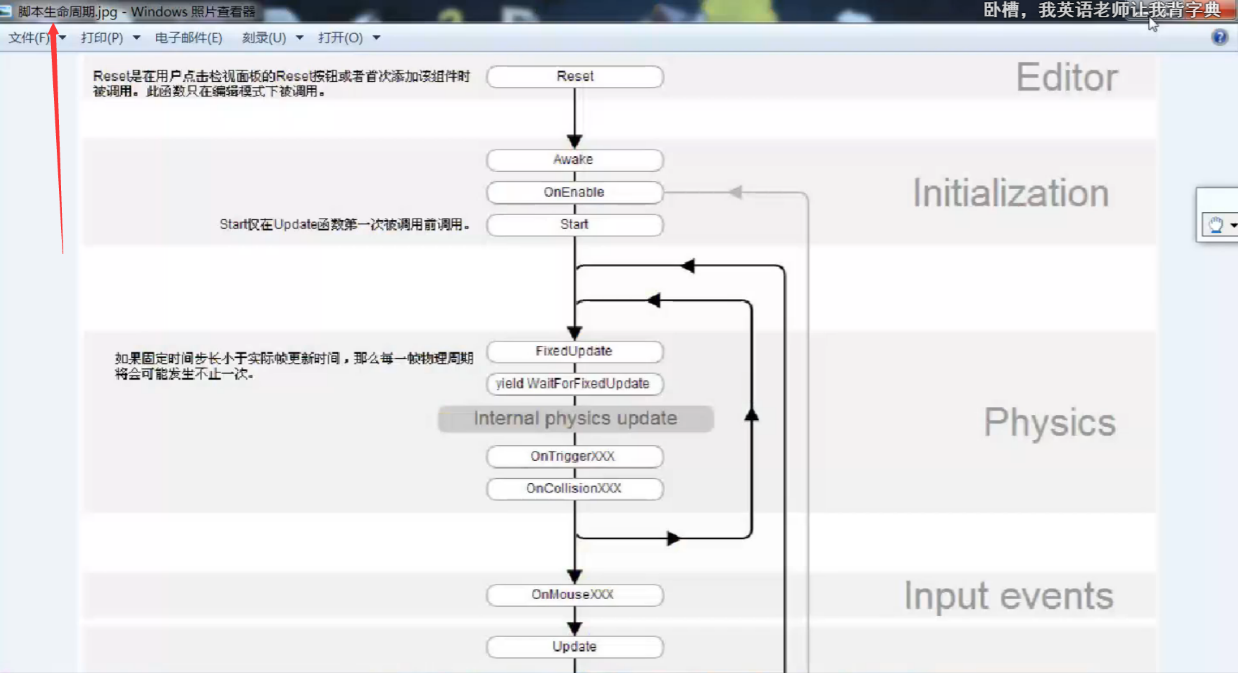 脚本生命周期.jpg - Windows 照片查看器
卧槽，我英语老师让我背字典
文件(F) 打印(P) 电子邮件(E) 刻录(U) 打开(O)
Reset是在用户点击检视面板的Reset按钮或者首次添加该组件时
被调用。此函数只在编辑模式下被调用。
Reset
Editor
Awake
OnEnable
Initialization
Start仅在Update函数第一次被调用前调用。
Start
如果固定时间步长小于实际帧更新时间，那么每一帧物理周期
将会可能发生不止一次。
FixedUpdate
yield WaitForFixedUpdate
Internal physics update
Physics
OnTriggerXXX
OnCollisionXXX
OnMouseXXX
Input events
Update